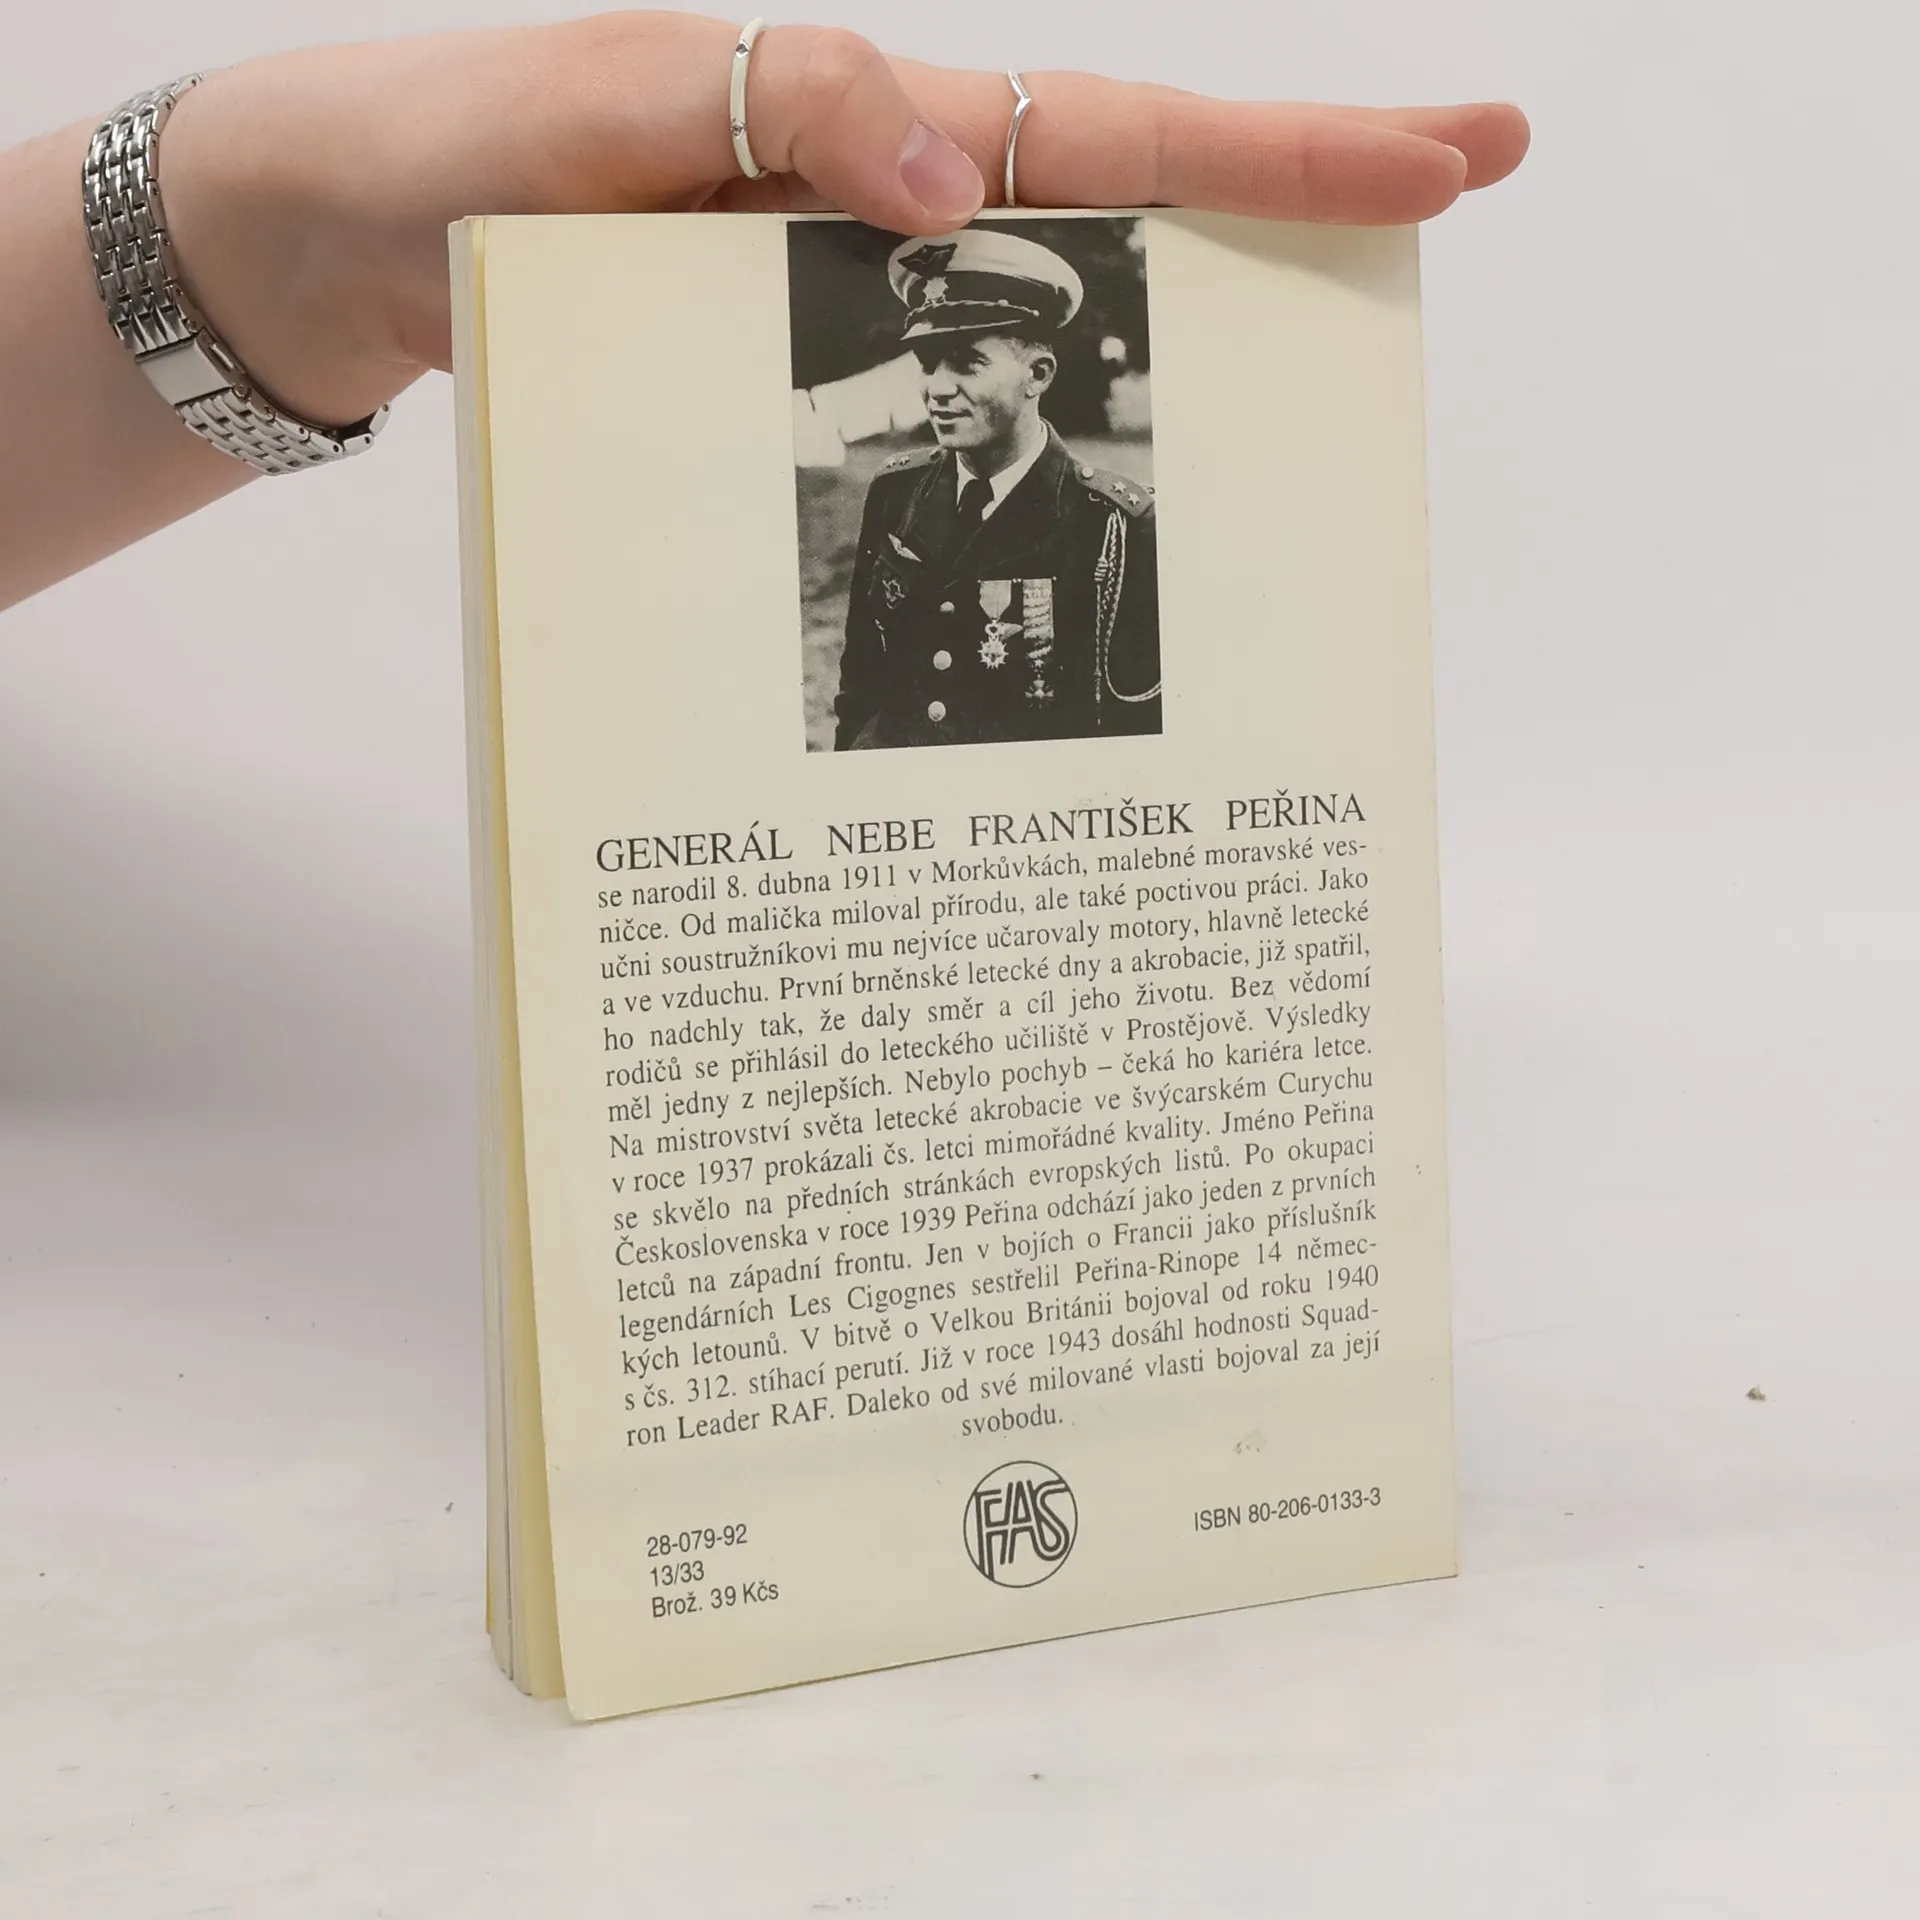 GENERÁL NEBE FRANTIŠEK PEŘINA
se narodil 8. dubna 1911 v Morkůvkách, malebné moravské ves-
ničce. Od malička miloval přírodu, ale také poctivou práci. Jako
učni soustružníkovi mu nejvíce učarovaly motory, hlavně letecké
a ve vzduchu. První brněnské letecké dny a akrobacie, již spatřil,
ho nadchly tak, že daly směr a cíl jeho životu. Bez vědomí
rodičů se přihlásil do leteckého učiliště v Prostějově. Výsledky
měl jedny z nejlepších. Nebylo pochyb – čeká ho kariéra letce.
Na mistrovství světa letecké akrobacie ve švýcarském Curychu
v roce 1937 prokázali čs. letci mimořádné kvality. Jméno Peřina
se skvělo na předních stránkách evropských listů. Po okupaci
Československa v roce 1939 Peřina odchází jako jeden z prvních
letců na západní frontu. Jen v bojích o Francii jako příslušník
legendárních Les Cigognes sestřelil Peřina-Rinope 14 němec-
kých letounů. V bitvě o Velkou Británii bojoval od roku 1940
s čs. 312. stíhací perutí. Již v roce 1943 dosáhl hodnosti Squad-
ron Leader RAF. Daleko od své milované vlasti bojoval za její
svobodu.
28-079-92
13/33
Brož. 39 Kčs
ISBN 80-206-0133-3